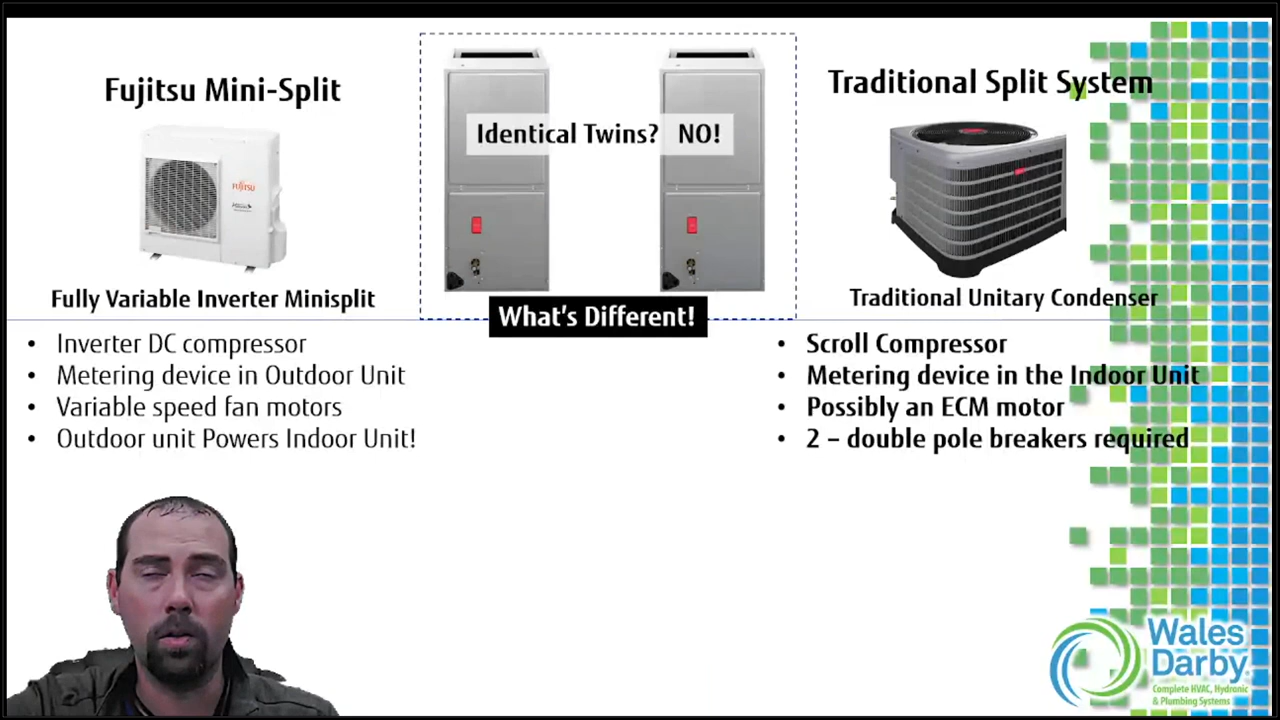 Fujitsu Mini-Split
Identical Twins? NO!
Traditional Split System
FUJITSU
Fully Variable Inverter Minisplit
What's Different!
Traditional Unitary Condenser
• Inverter DC compressor
• Metering device in Outdoor Unit
• Variable speed fan motors
• Outdoor unit Powers Indoor Unit!
• Scroll Compressor
• Metering device in the Indoor Unit
• Possibly an ECM motor
• 2 – double pole breakers required
Wales
Darby
Complete HVAC, Hydronic
& Plumbing Systems